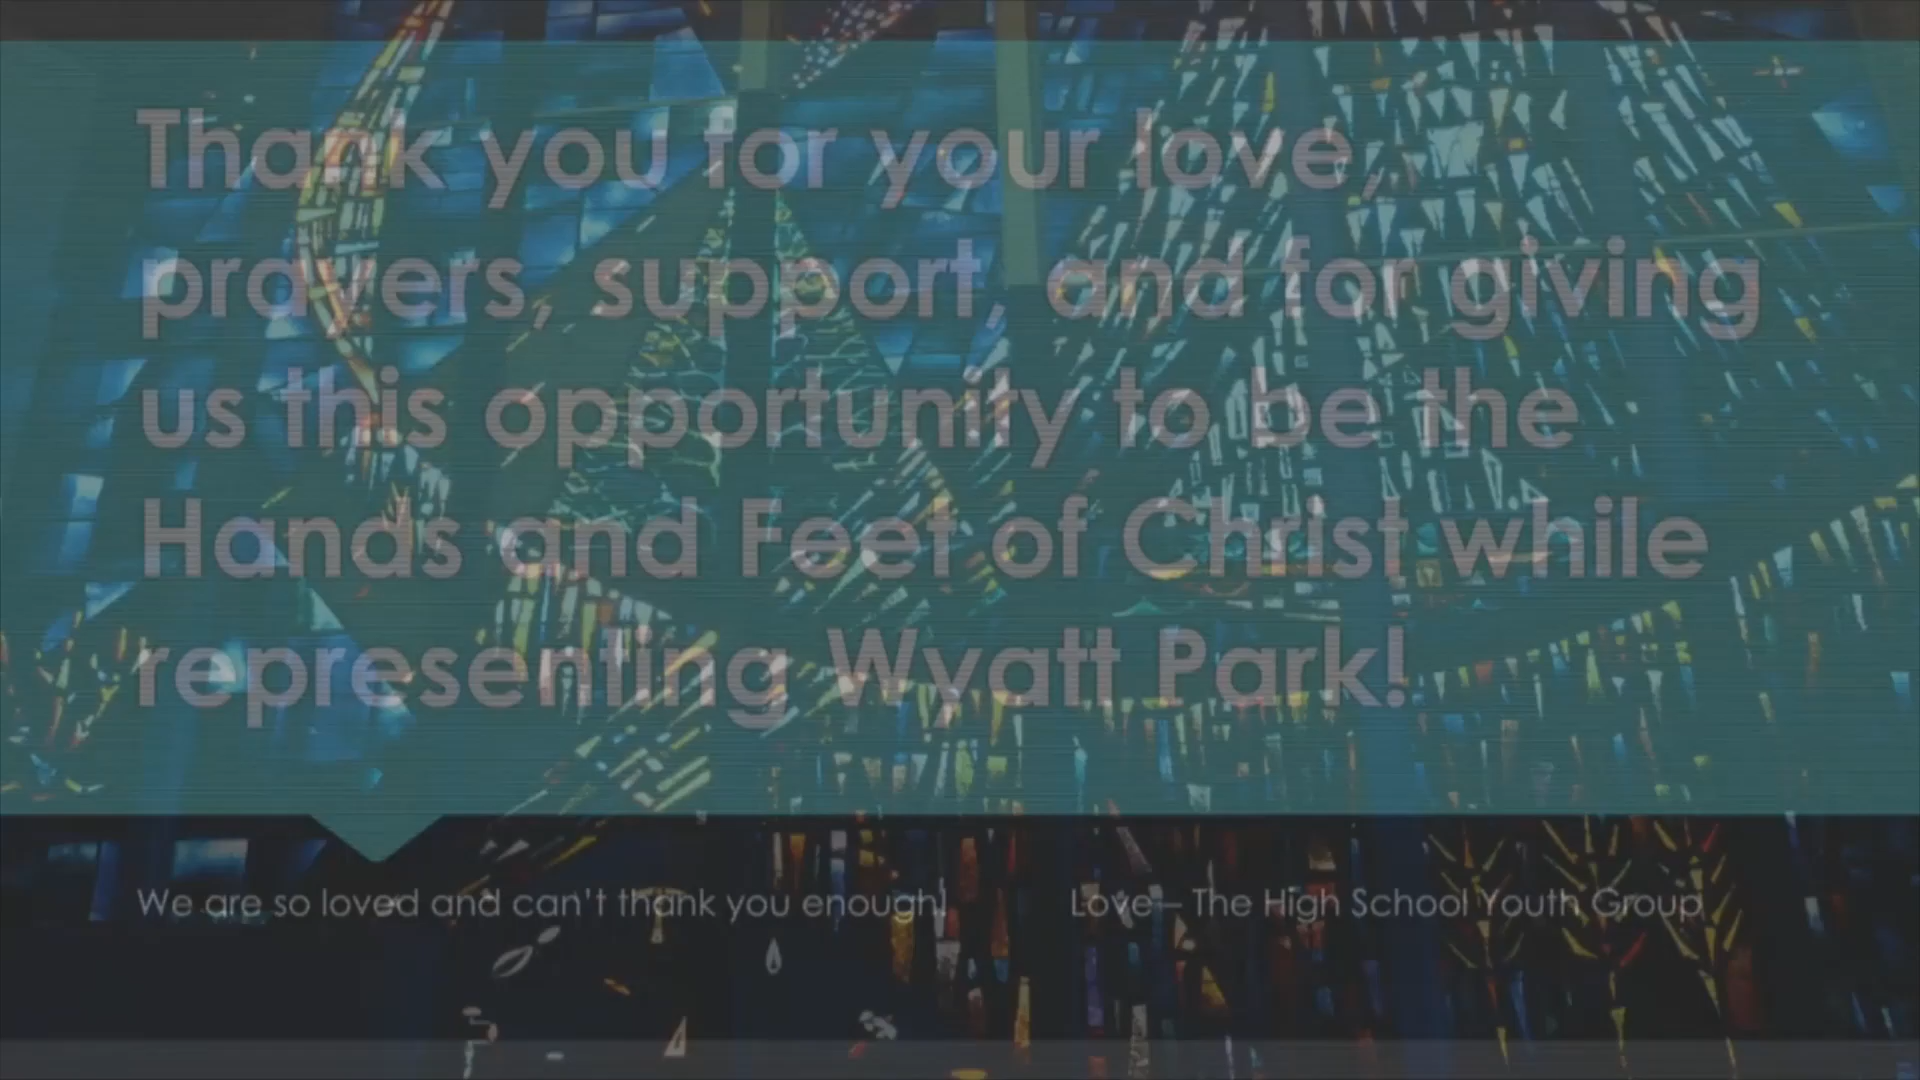 Thank you for your love,
prayers, support, and for giving
us this opportunity to be the
Hands and Feet of Christ while
representing Wyatt Park!
We are so loved and can't thank you enough! Love– The High School Youth Group